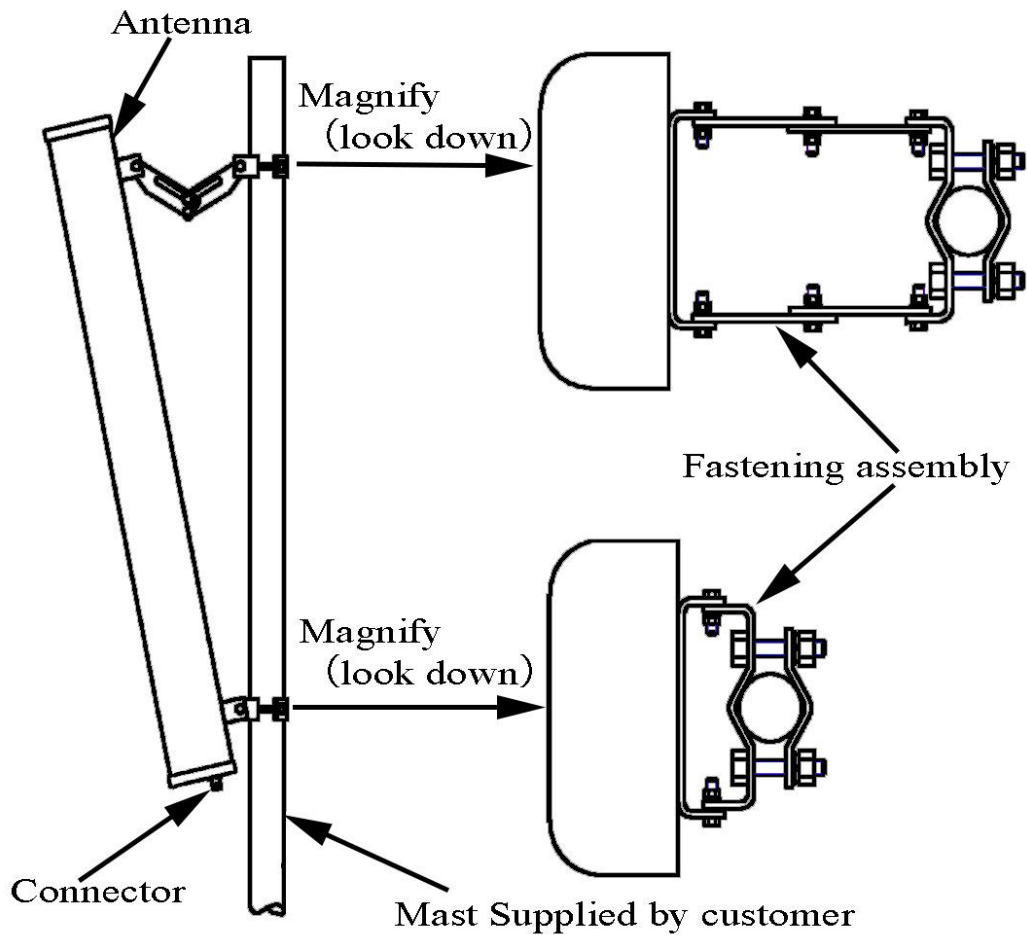 Antenna
Magnify
(look down)
Fastening assembly
Magnify
(look down)
Connector
Mast Supplied by customer